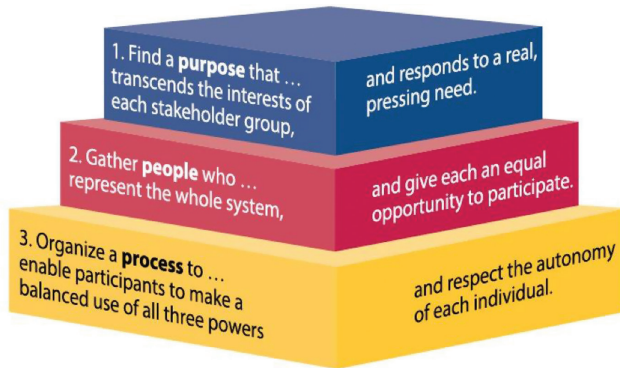 1. Find a purpose that …
transcends the interests of
each stakeholder group,
and responds to a real,
pressing need.
2. Gather people who …
represent the whole system,
and give each an equal
opportunity to participate.
3. Organize a process to …
enable participants to make a
balanced use of all three powers
and respect the autonomy
of each individual.